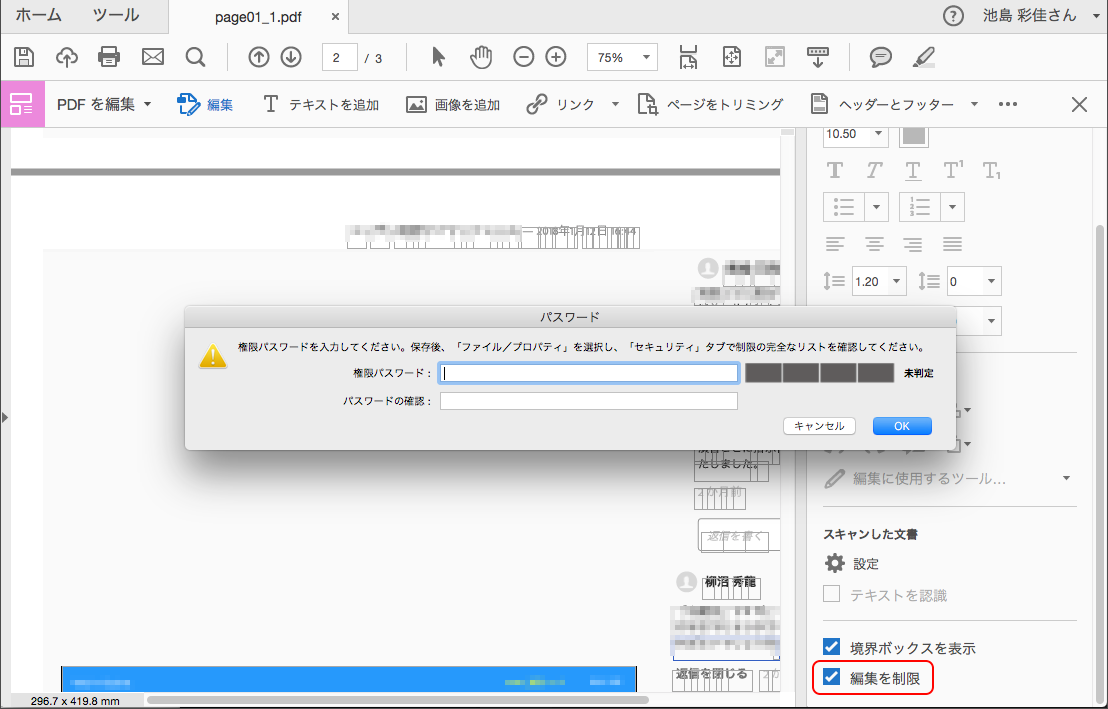 ホーム ツール page01_1.pdf × ? 池島 彩佳さん
2 / 3 75%
PDF を編集 編集 テキストを追加 画像を追加 リンク ページをトリミング ヘッダーとフッター
10.50
2018年1月12日 16:44
1.20 0
パスワード
権限パスワードを入力してください。保存後、「ファイル／プロパティ」を選択し、「セキュリティ」タブで制限の完全なリストを確認してください。
権限パスワード： 未判定
パスワードの確認：
キャンセル OK
たしました。
2 か月前
編集に使用するツール...
返信を書く
スキャンした文書
設定
柳沼 秀龍
テキストを認識
境界ボックスを表示
返信を閉じる
編集を制限
296.7 x 419.8 mm